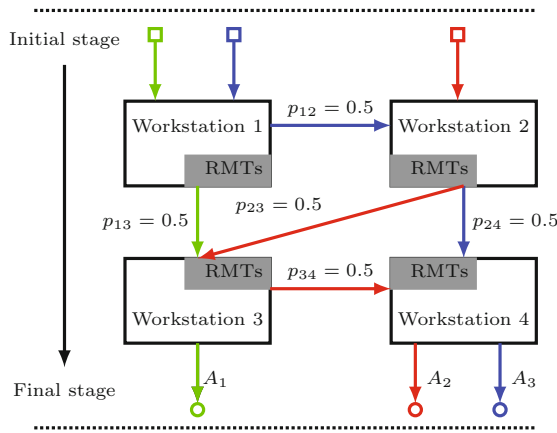 Initial stage
Workstation 1
p12 = 0.5
Workstation 2
RMTs
RMTs
p13 = 0.5
p23 = 0.5
p24 = 0.5
RMTs
p34 = 0.5
RMTs
Workstation 3
Workstation 4
Final stage
A1
A2
A3